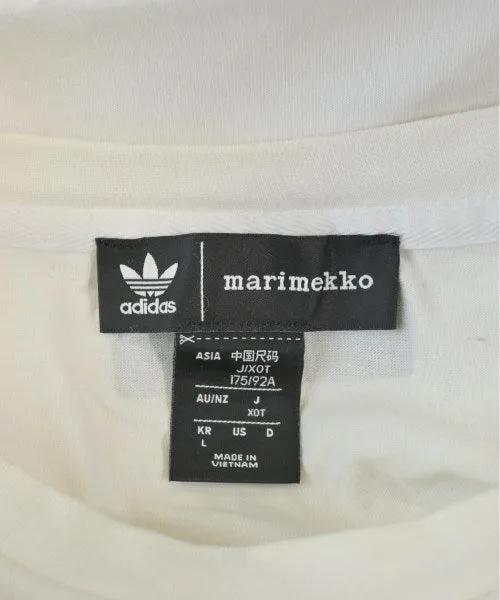 adidas
marimekko
ASIA 中国尺码
J/XOT
175/92A
AU/NZ J
XOT
KR US D
L
MADE IN
VIETNAM